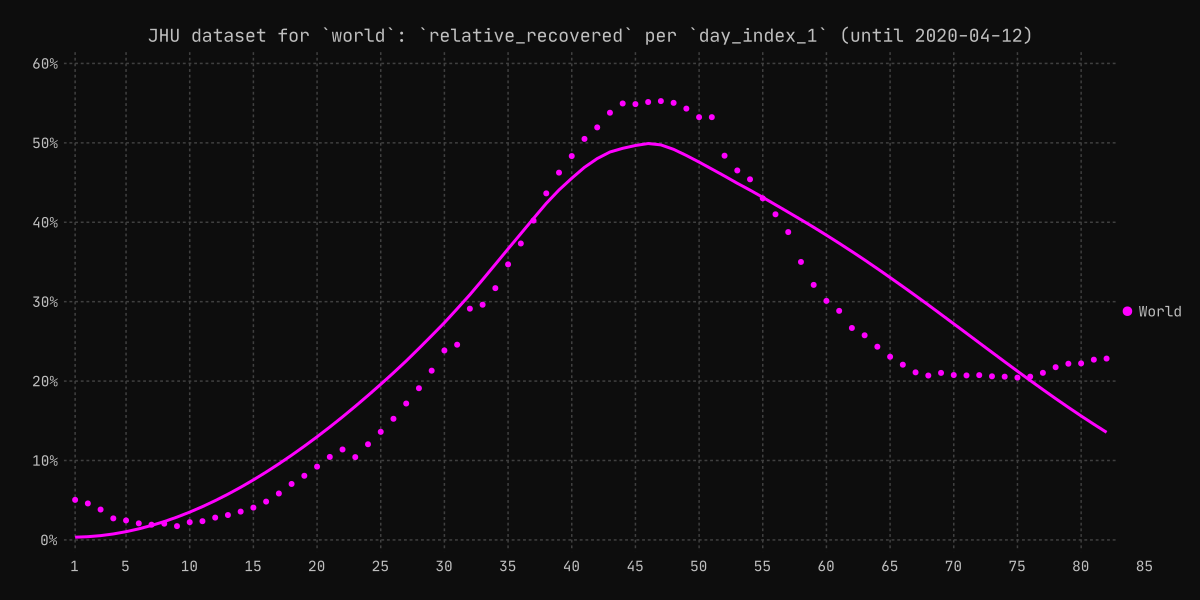 JHU dataset for `world`: `relative_recovered` per `day_index_1` (until 2020-04-12)
60%
50%
40%
30%
World
20%
10%
0%
1 5 10 15 20 25 30 35 40 45 50 55 60 65 70 75 80 85